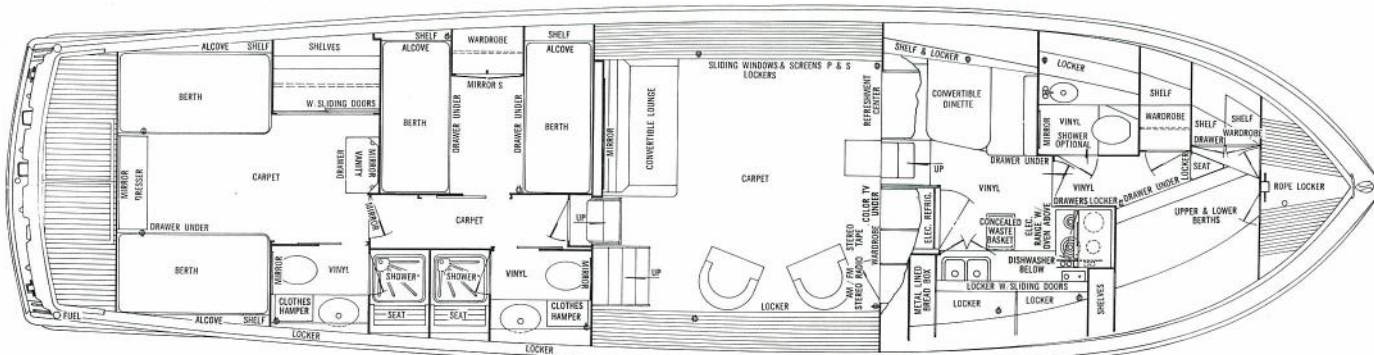 ALCOVE SHELF
SHELVES
W. SLIDING DOORS
BERTH
MIRROR
DRESSER
DRAWER UNDER
CARPET
DRAWER
VANITY
MIRROR
MIRROR
BERTH
ALCOVE SHELF
FUEL
LOCKER
MIRROR
VINYL
CLOTHES
HAMPER
SHOWER
SEAT
SHOWER
SEAT
VINYL
MIRROR
CLOTHES
HAMPER
LOCKER
SHELF
ALCOVE
BERTH
DRAWER UNDER
WARDROBE
MIRRORS
DRAWER UNDER
SHELF
ALCOVE
BERTH
CARPET
UP
UP
MIRROR
CONVERTIBLE LOUNGE
SLIDING WINDOWS & SCREENS P & S
LOCKERS
CARPET
LOCKER
REFRESHMENT
CENTER
COLOR TV
UNDER
STEREO
TAPE
WARDROBE
AM / FM
STEREO RADIO
SHELF & LOCKER
CONVERTIBLE
DINETTE
UP
DRAWER UNDER
VINYL
ELEC. REFRIG.
CONCEALED
WASTE
BASKET
ELEC
RANGE W/
OVEN ABOVE
DISHWASHER
BELOW
METAL LINED
BREAD BOX
LOCKER W. SLIDING DOORS
LOCKER
LOCKER
SHELVES
LOCKER
LOCKER
MIRROR
VINYL
SHOWER
OPTIONAL
SHELF
WARDROBE
SHELF
DRAWER
SHELF
WARDROBE
VINYL
DRAWERS LOCKER
DRAWER UNDER
LOCKER
SEAT
UPPER & LOWER
BERTHS
ROPE LOCKER